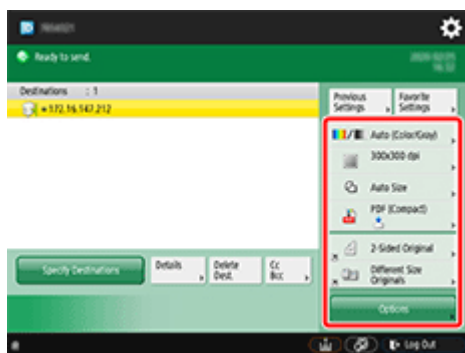 Ready to send.
Destinations : 1
+172.16.147.212
Previous Settings
Favorite Settings
Auto (Color/Gray)
300x300 dpi
Auto Size
PDF (Compact)
2-Sided Original
Different Size Originals
Specify Destinations
Details
Delete Dest.
Cc Bcc
Options
Log Out